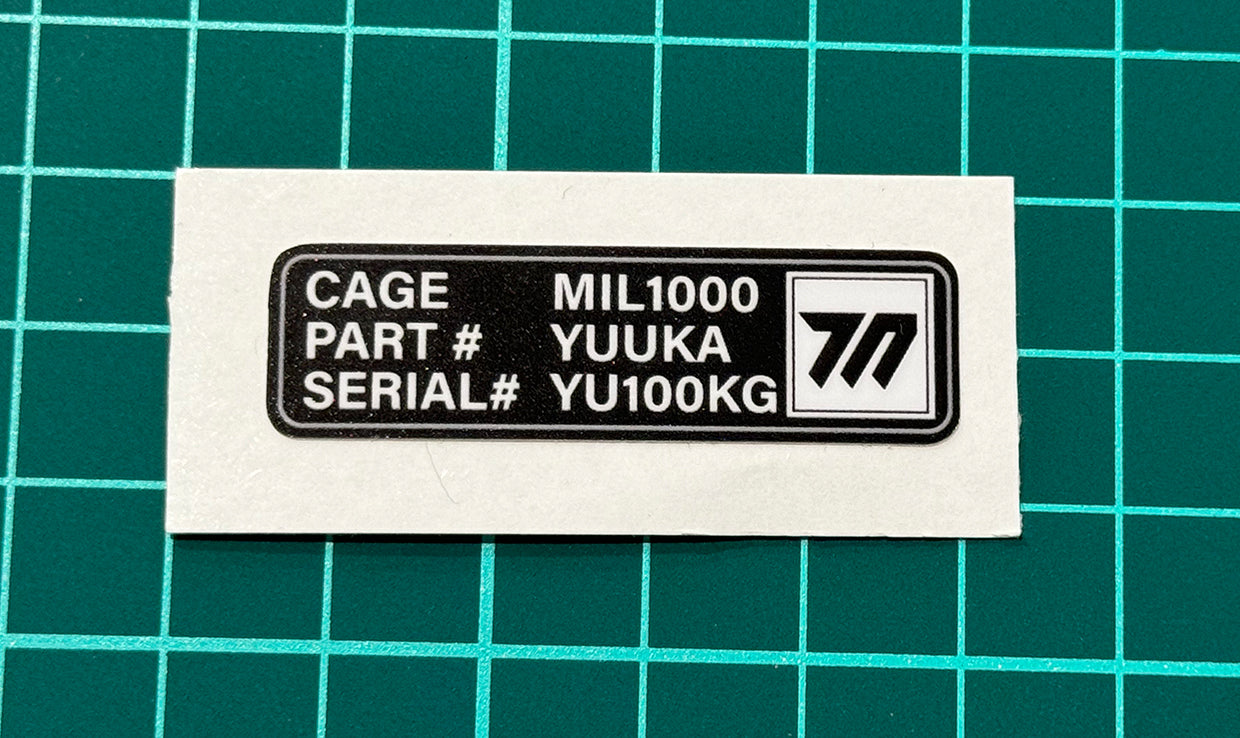 CAGE MIL1000
PART # YUUKA
SERIAL# YU100KG